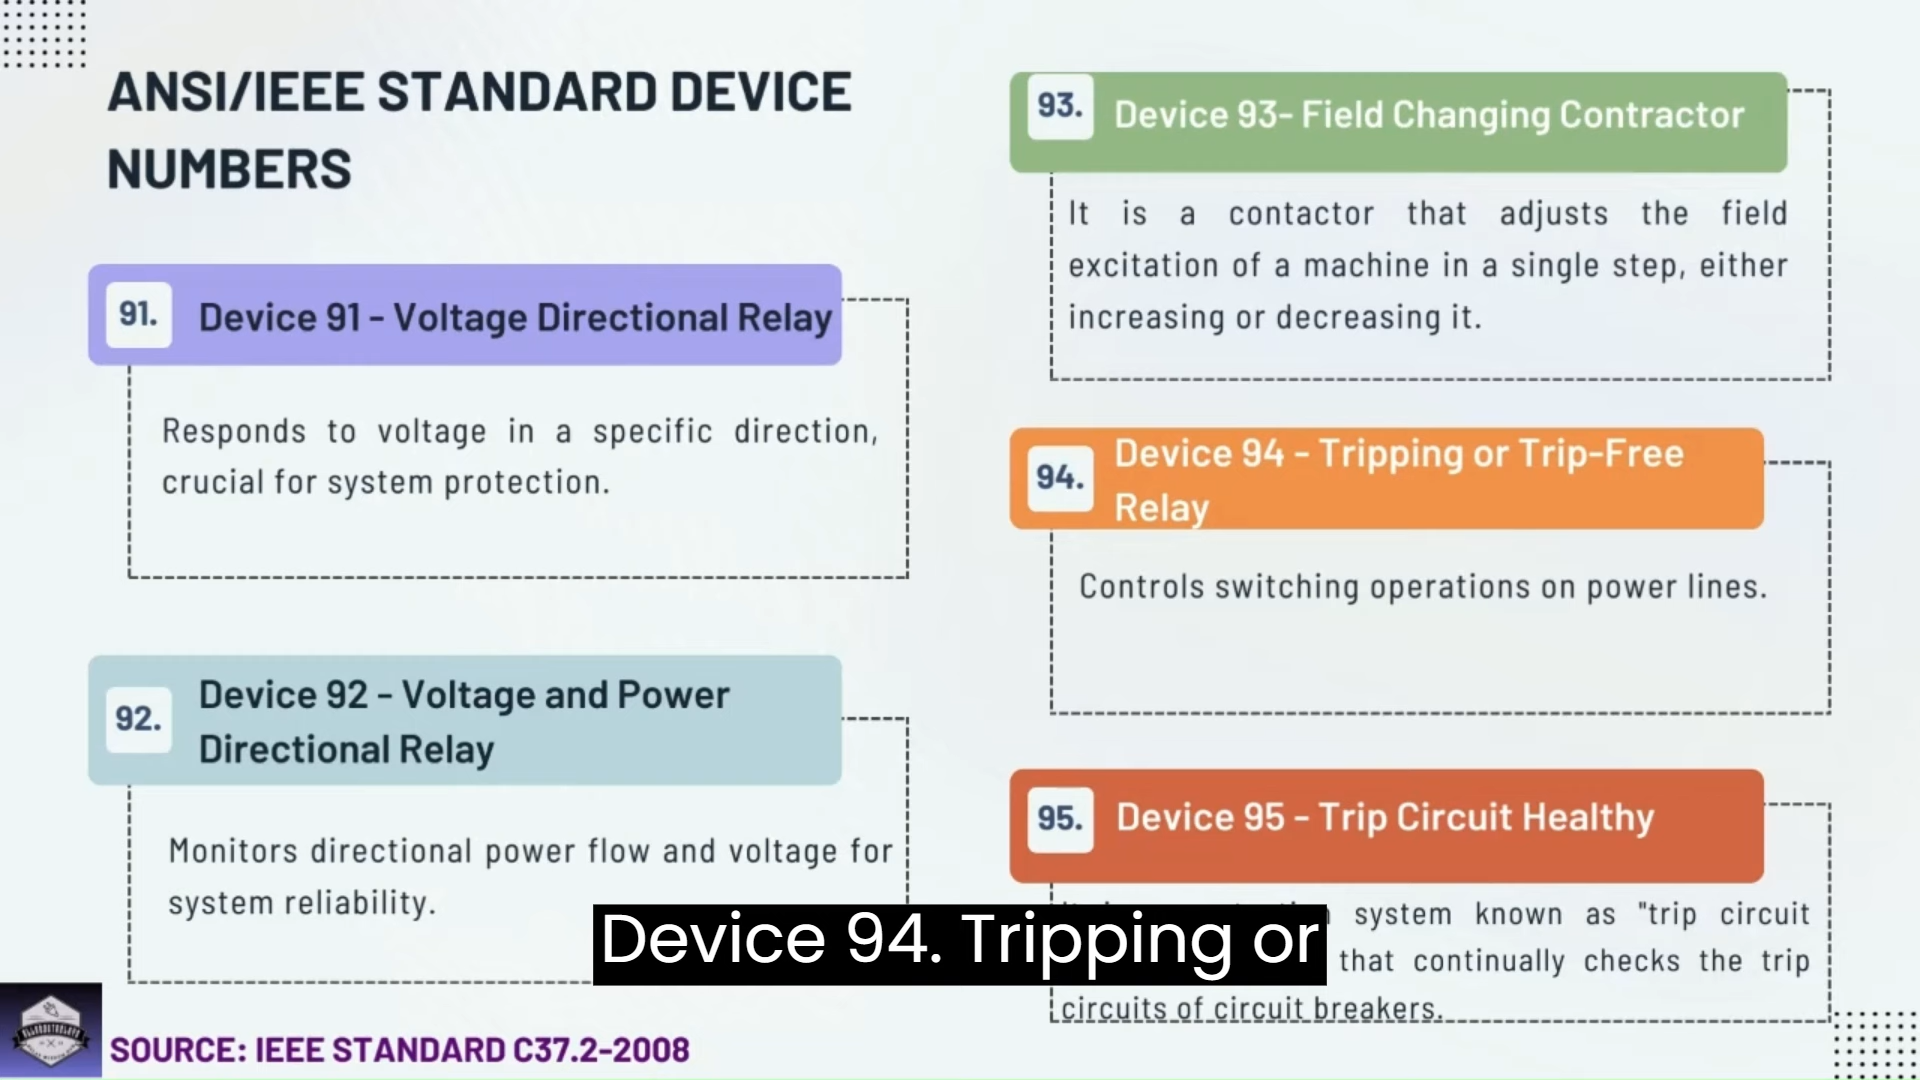 ANSI/IEEE STANDARD DEVICE
NUMBERS
91.
Device 91 - Voltage Directional Relay
Responds to voltage in a specific direction,
crucial for system protection.
92.
Device 92 - Voltage and Power
Directional Relay
Monitors directional power flow and voltage for
system reliability.
93.
Device 93- Field Changing Contractor
It is a contactor that adjusts the field
excitation of a machine in a single step, either
increasing or decreasing it.
94.
Device 94 - Tripping or Trip-Free
Relay
Controls switching operations on power lines.
95.
Device 95 - Trip Circuit Healthy
system known as "trip circuit
that continually checks the trip
circuits of circuit breakers.
Device 94. Tripping or
SOURCE: IEEE STANDARD C37.2-2008